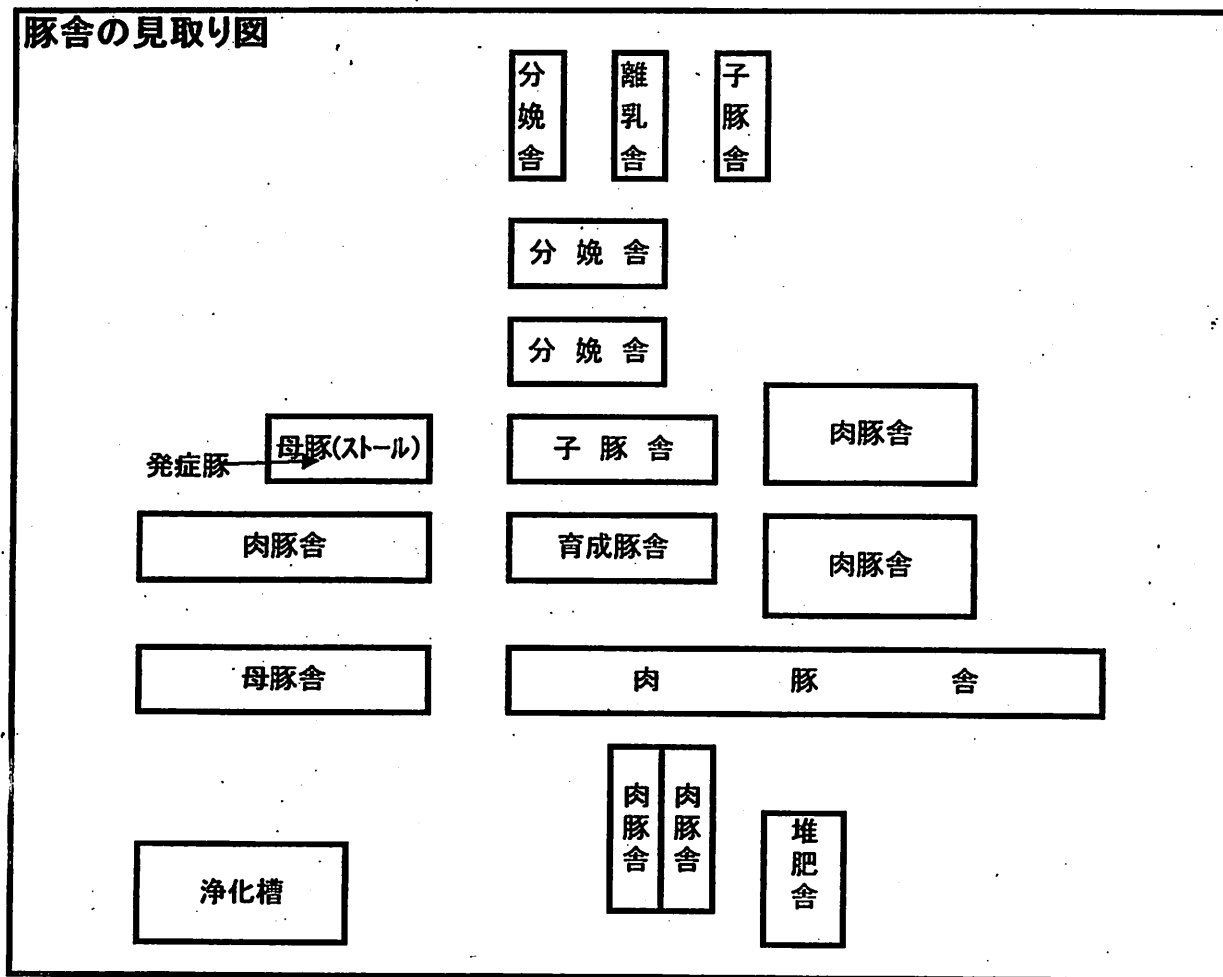 豚舎の見取り図
分娩舎
離乳舎
子豚舎
分娩舎
分娩舎
母豚(ストール)
子豚舎
肉豚舎
発症豚
肉豚舎
育成豚舎
肉豚舎
母豚舎
肉豚舎
肉豚舎
肉豚舎
堆肥舎
浄化槽